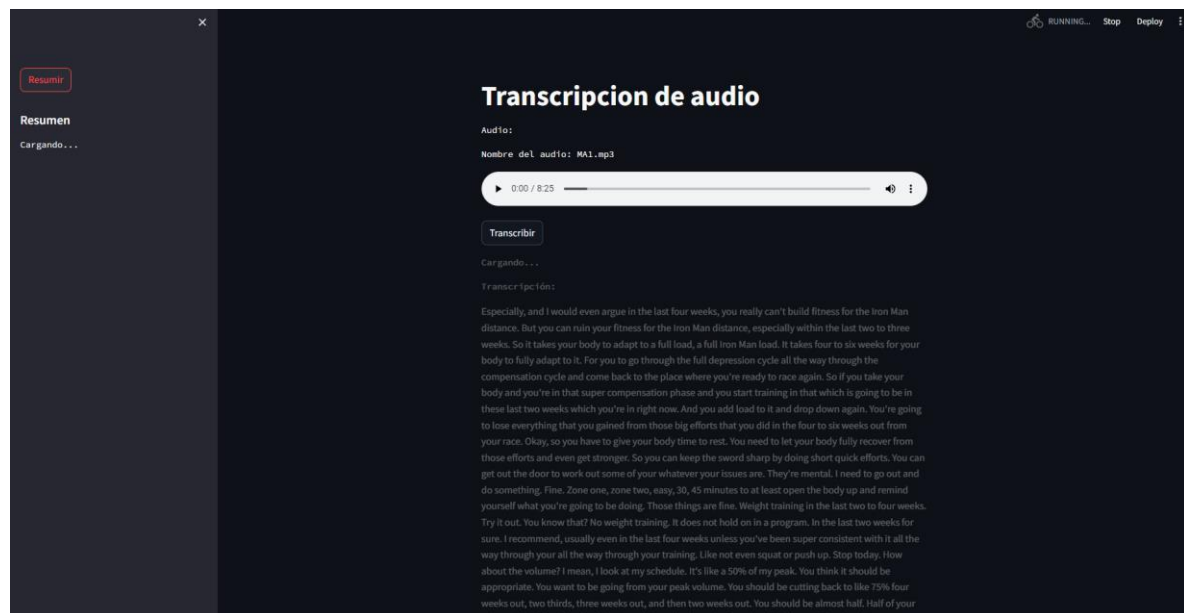 RUNNING... Stop Deploy
Resumir
Resumen
Cargando...
Transcripcion de audio
Audio:
Nombre del audio: MA1.mp3
0:00 / 8:25
Transcribir
Cargando...
Transcripción:
Especially, and I would even argue in the last four weeks, you really can't build fitness for the Iron Man
distance. But you can ruin your fitness for the Iron Man distance, especially within the last two to three
weeks. So it takes your body to adapt to a full load, a full Iron Man load. It takes four to six weeks for your
body to fully adapt to it. For you to go through the full depression cycle all the way through the
compensation cycle and come back to the place where you're ready to race again. So if you take your
body and you're in that super compensation phase and you start training in that which is going to be in
these last two weeks which you're in right now. And you add load to it and drop down again. You're going
to lose everything that you gained from those big efforts that you did in the four to six weeks out from
your race. Okay, so you have to give your body time to rest. You need to let your body fully recover from
those efforts and even get stronger. So you can keep the sword sharp by doing short quick efforts. You can
get out the door to work out some of your whatever your issues are. They're mental. I need to go out and
do something. Fine. Zone one, zone two, easy, 30, 45 minutes to at least open the body up and remind
yourself what you're going to be doing. Those things are fine. Weight training in the last two to four weeks.
Try it out. You know that? No weight training. It does not hold on in a program. In the last two weeks for
sure. I recommend, usually even in the last four weeks unless you've been super consistent with it all the
way through your all the way through your training. Like not even squat or push up. Stop today. How
about the volume? I mean, I look at my schedule. It's like a 50% of my peak. You think it should be
appropriate. You want to be going from your peak volume. You should be cutting back to like 75% four
weeks out, two thirds, three weeks out, and then two weeks out. You should be almost half. Half of your